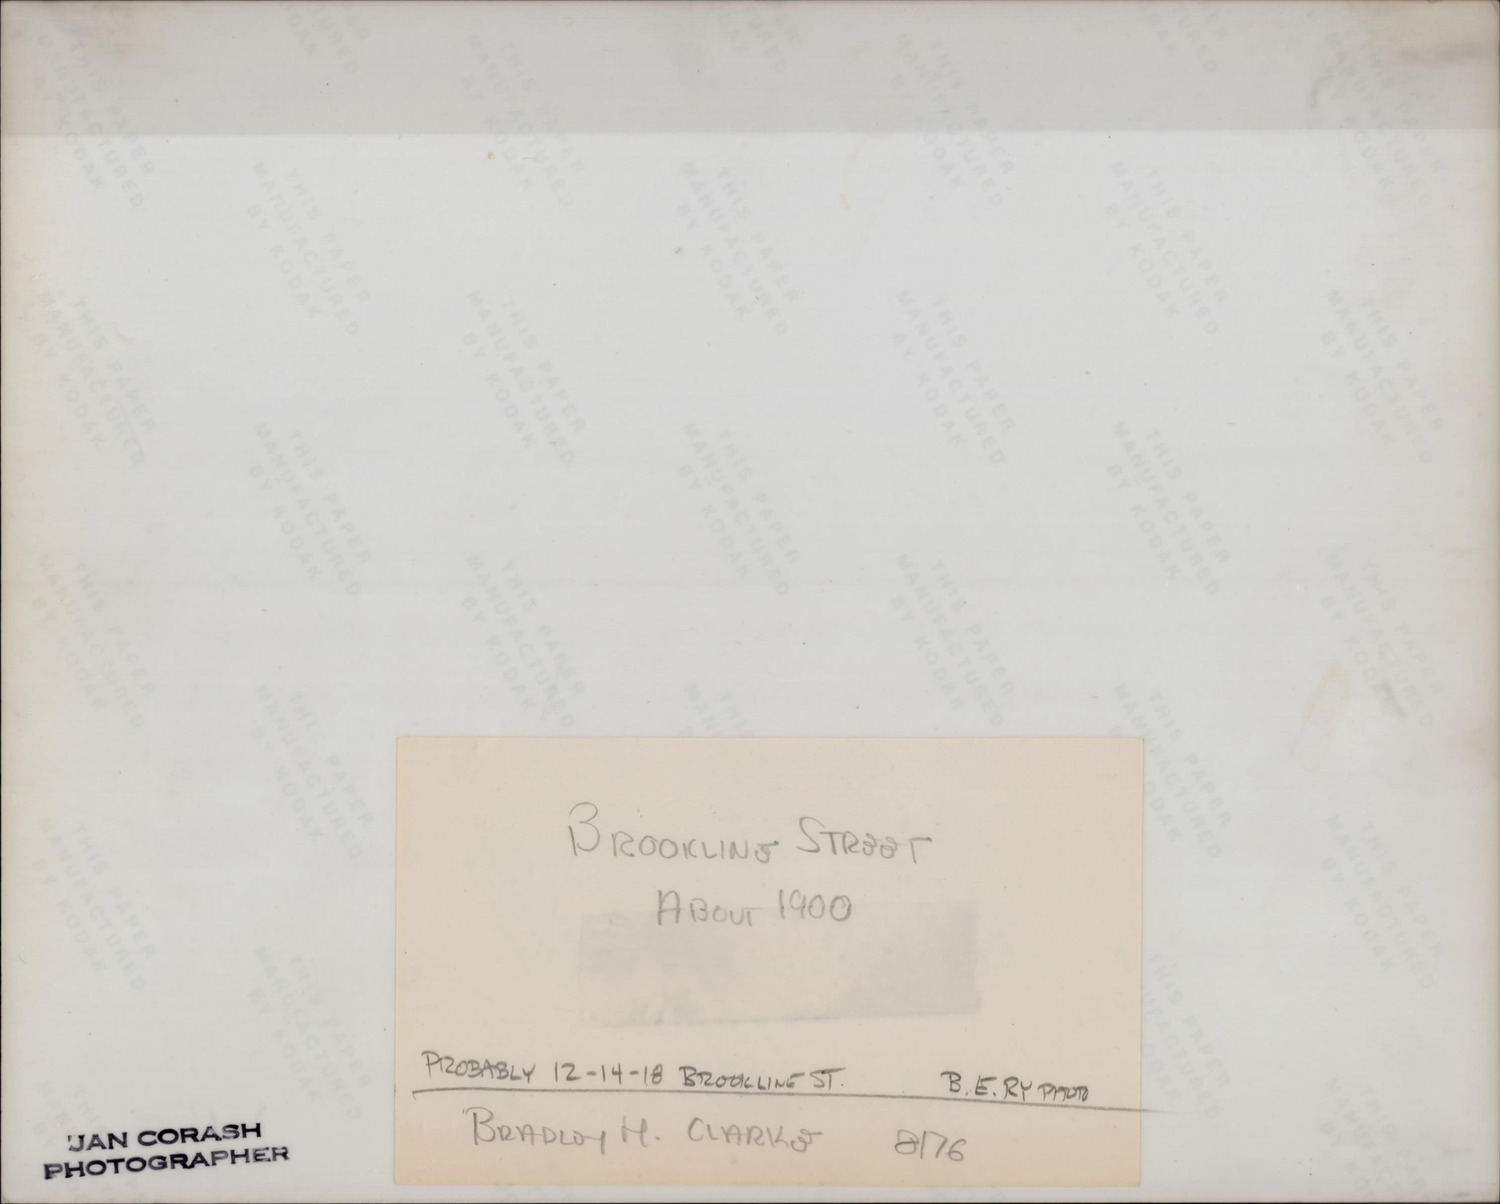 BROOKLINE STREET
ABOUT 1900
PROBABLY 12-14-18 BROOKLINE ST. B.E.RY PHOTO
BRADLEY H. CLARKE 8/76
JAN CORASH
PHOTOGRAPHER
THIS PAPER
MANUFACTURED
BY KODAK